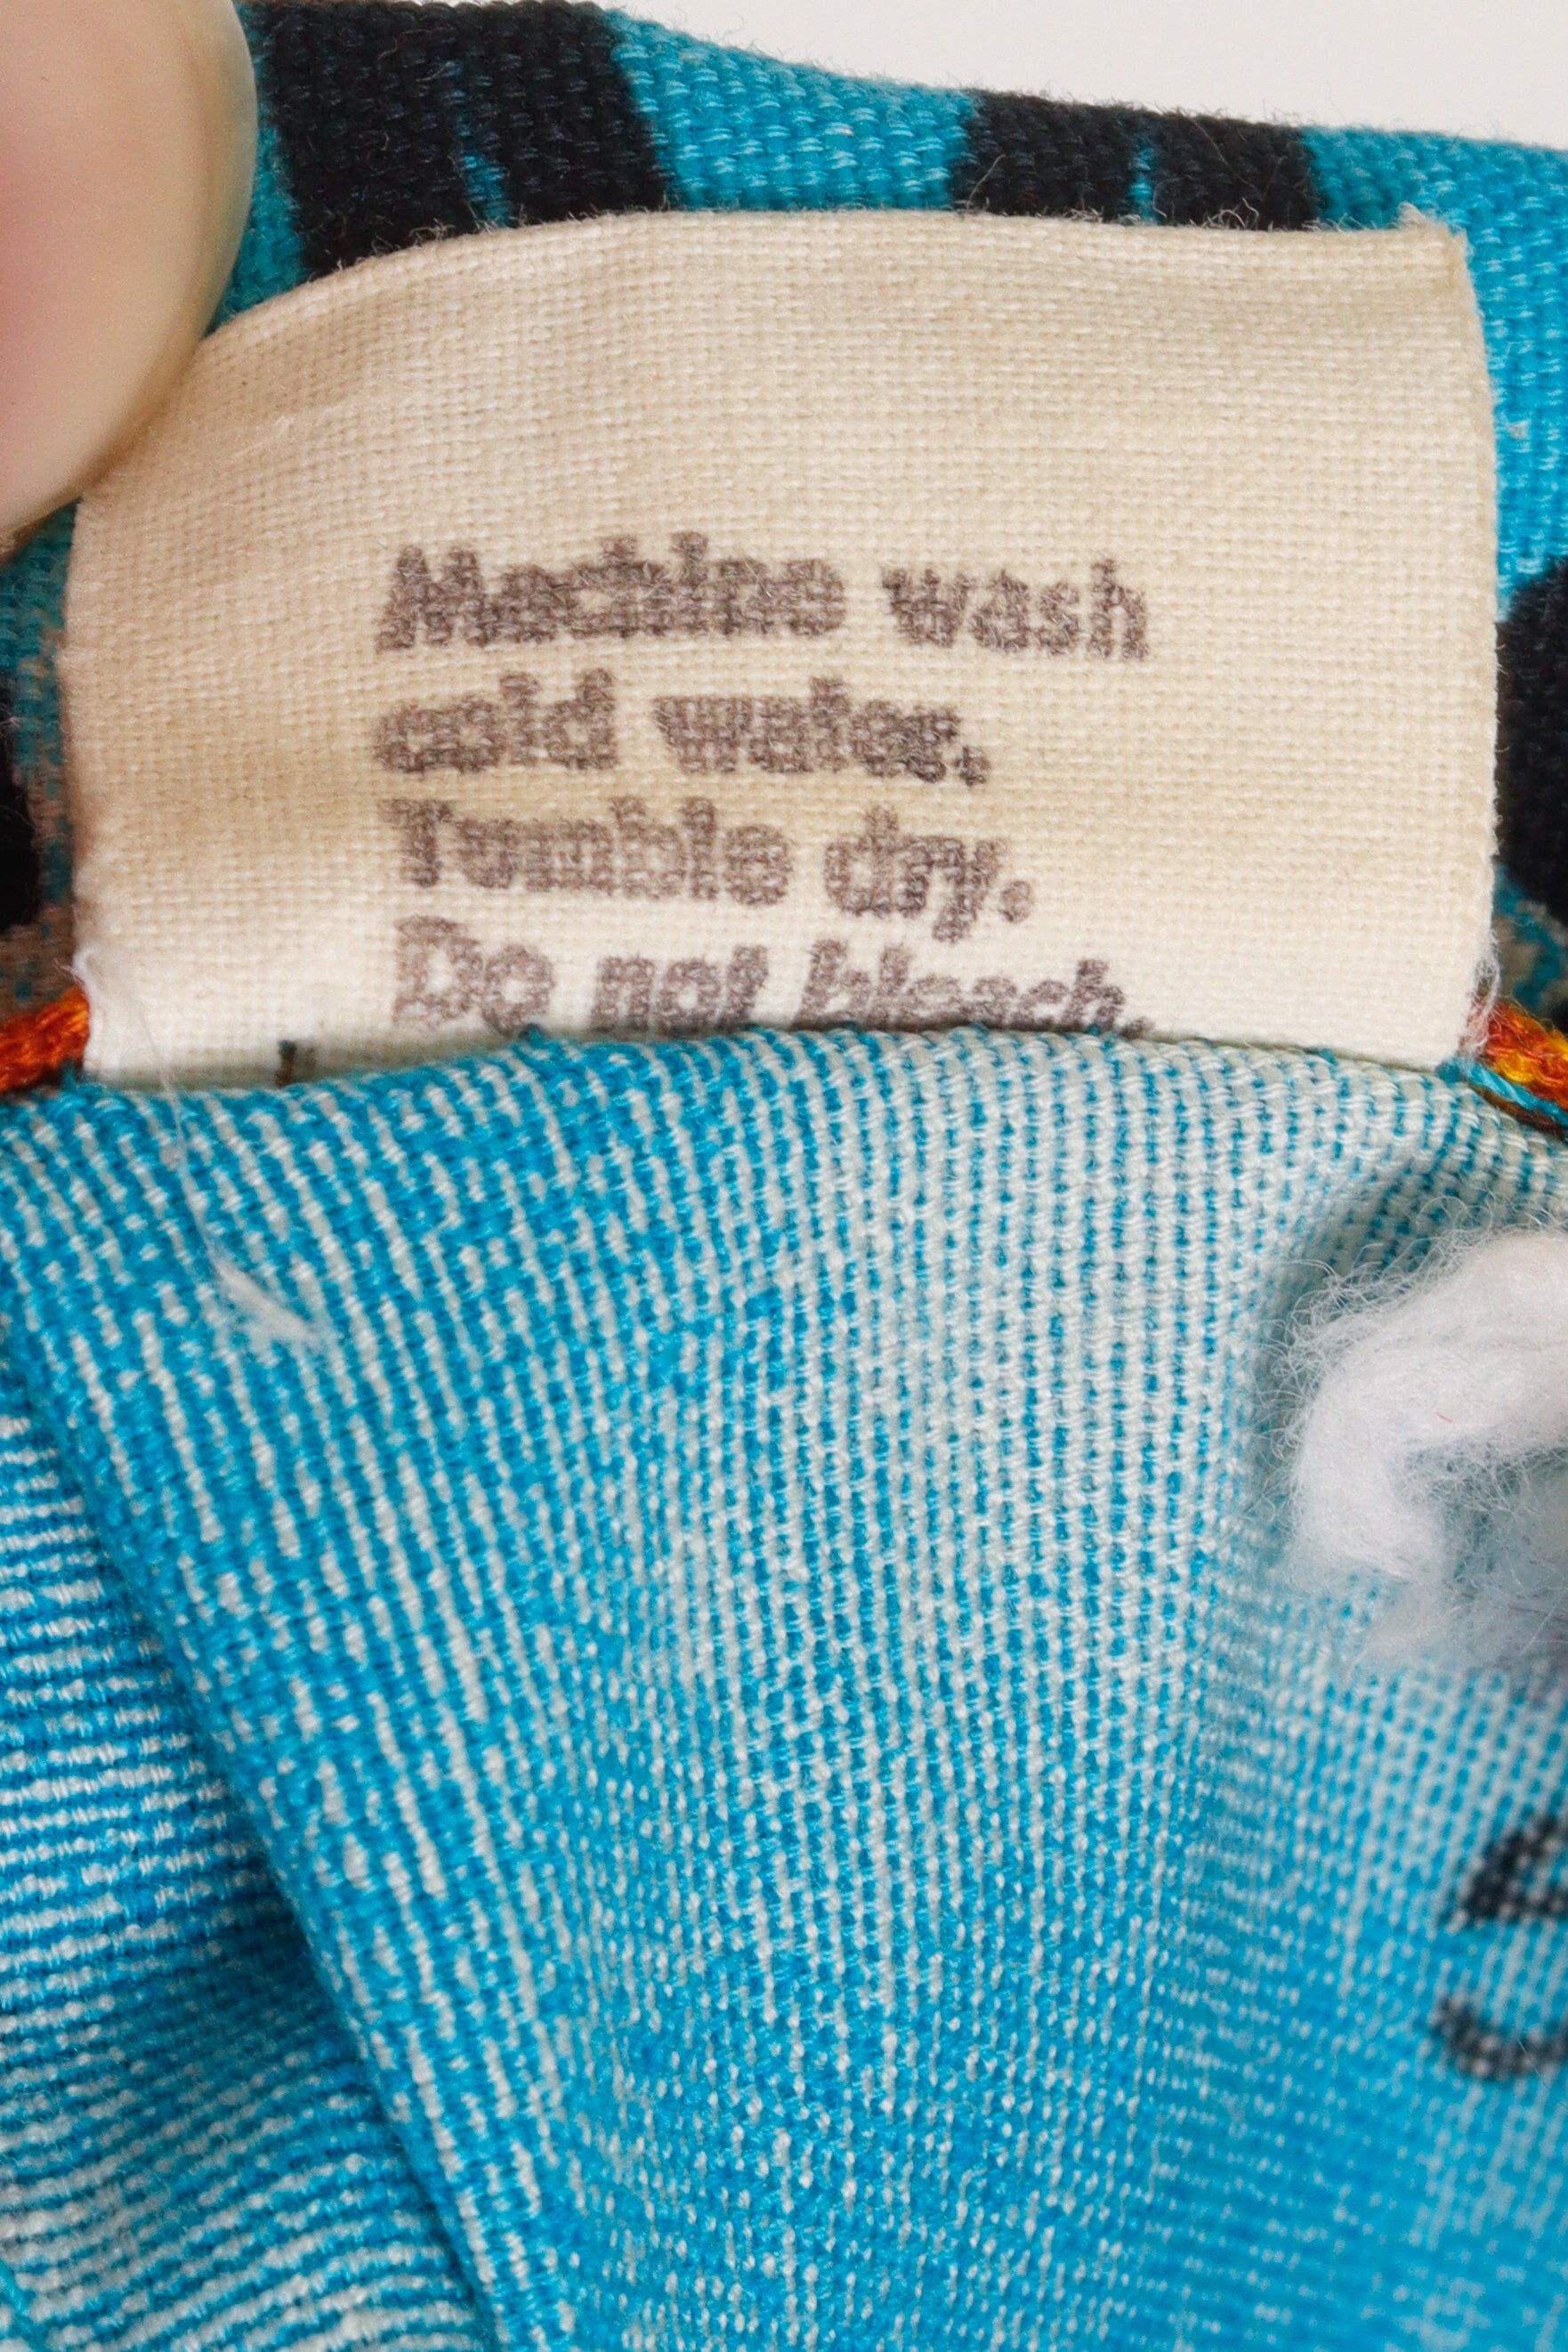 Machine wash
cold water.
Tumble dry.
Do not bleach.